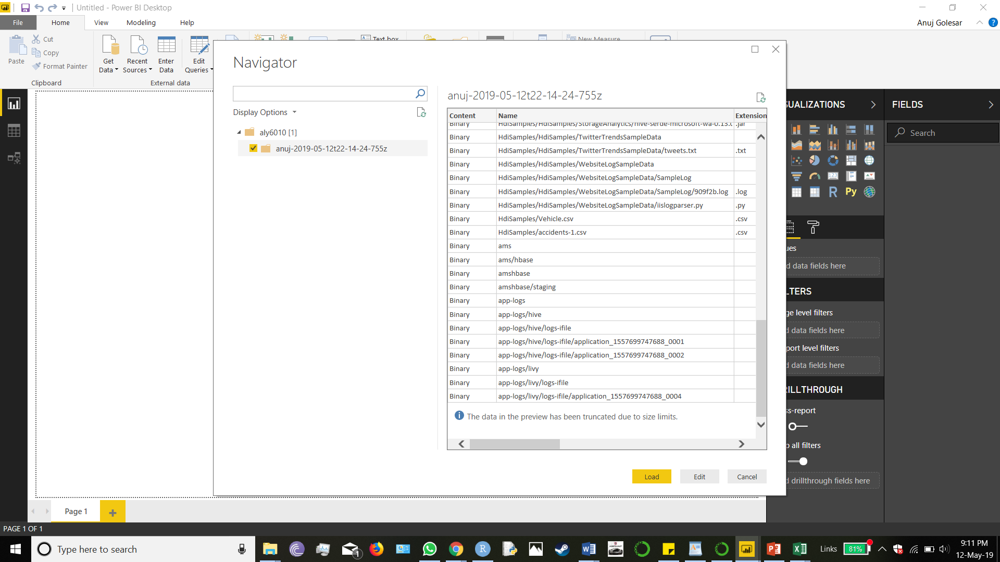 Untitled - Power BI Desktop
File Home View Modeling Help
Anuj Golesar
Paste
Cut
Copy
Format Painter
Clipboard
Get Data
Recent Sources
Enter Data
Edit Queries
External data
Text box
New Measure
Navigator
Display Options
aly6010 [1]
anuj-2019-05-12t22-14-24-755z
anuj-2019-05-12t22-14-24-755z
Content Name Extension
Binary HdiSamples/HdiSamples/StorageAnalytics/hive-serde-microsoft-wa-0.13. .jar
Binary HdiSamples/HdiSamples/TwitterTrendsSampleData
Binary HdiSamples/HdiSamples/TwitterTrendsSampleData/tweets.txt .txt
Binary HdiSamples/HdiSamples/WebsiteLogSampleData
Binary HdiSamples/HdiSamples/WebsiteLogSampleData/SampleLog
Binary HdiSamples/HdiSamples/WebsiteLogSampleData/SampleLog/909f2b.log .log
Binary HdiSamples/HdiSamples/WebsiteLogSampleData/iislogparser.py .py
Binary HdiSamples/Vehicle.csv .csv
Binary HdiSamples/accidents-1.csv .csv
Binary ams
Binary ams/hbase
Binary amshbase
Binary amshbase/staging
Binary app-logs
Binary app-logs/hive
Binary app-logs/hive/logs-ifile
Binary app-logs/hive/logs-ifile/application_1557699747688_0001
Binary app-logs/hive/logs-ifile/application_1557699747688_0002
Binary app-logs/livy
Binary app-logs/livy/logs-ifile
Binary app-logs/livy/logs-ifile/application_1557699747688_0004
The data in the preview has been truncated due to size limits.
Load Edit Cancel
UALIZATIONS
123
R Py
ues
d data fields here
LTERS
ge level filters
d data fields here
port level filters
d data fields here
ILLTHROUGH
ss-report
p all filters
d drillthrough fields here
FIELDS
Search
Page 1
PAGE 1 OF 1
Type here to search
1
Links
81%
9:11 PM
12-May-19